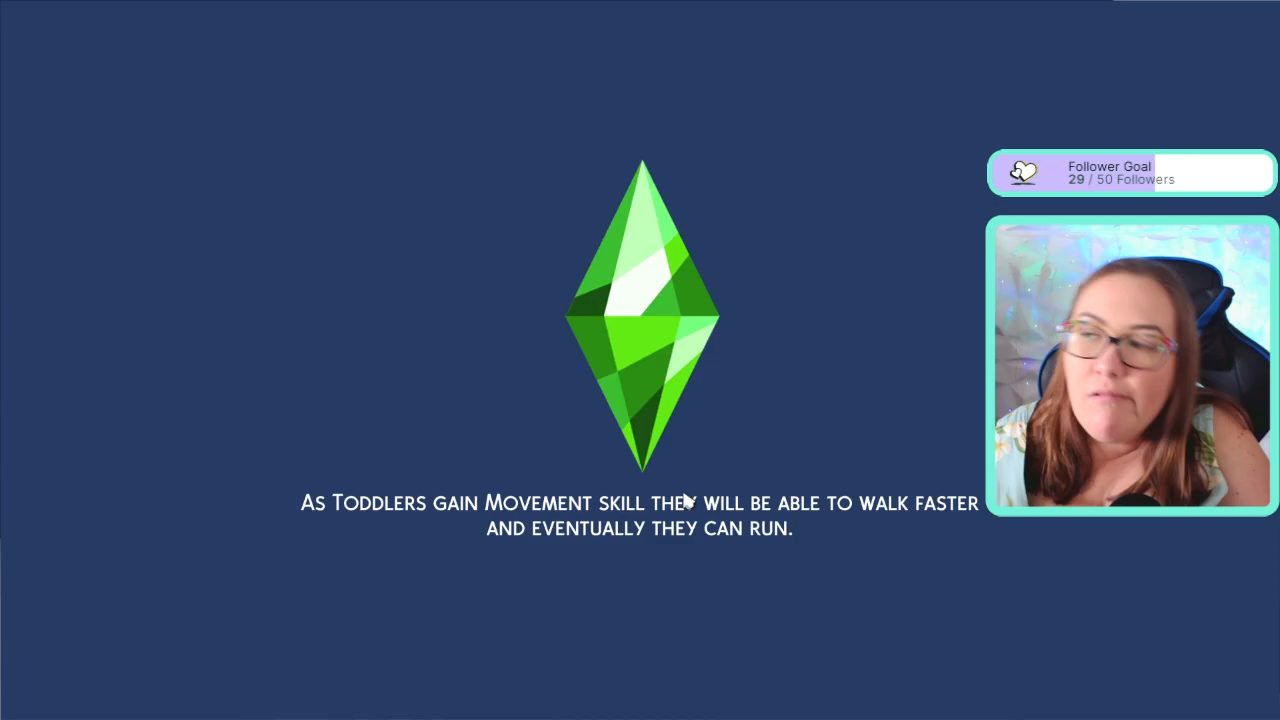 Follower Goal
29 / 50 Followers
As Toddlers gain Movement skill they will be able to walk faster
and eventually they can run.